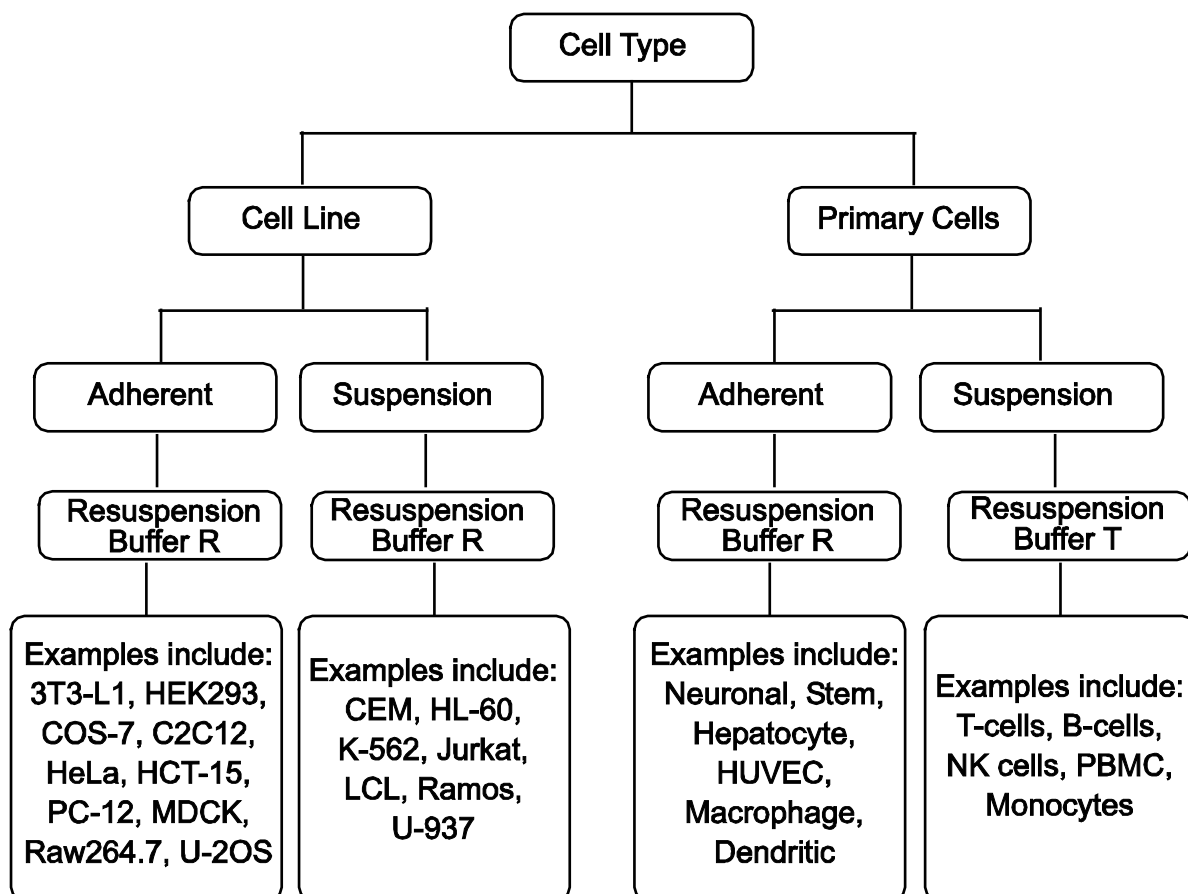 Cell Type
Cell Line
Primary Cells
Adherent
Suspension
Adherent
Suspension
Resuspension
Buffer R
Resuspension
Buffer R
Resuspension
Buffer R
Resuspension
Buffer T
Examples include:
3T3-L1, HEK293,
COS-7, C2C12,
HeLa, HCT-15,
PC-12, MDCK,
Raw264.7, U-2OS
Examples include:
CEM, HL-60,
K-562, Jurkat,
LCL, Ramos,
U-937
Examples include:
Neuronal, Stem,
Hepatocyte,
HUVEC,
Macrophage,
Dendritic
Examples include:
T-cells, B-cells,
NK cells, PBMC,
Monocytes